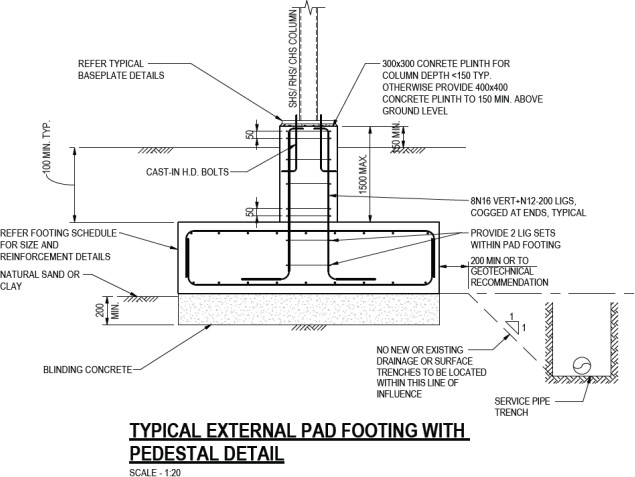 SHS/ RHS/ CHS COLUMN
REFER TYPICAL
BASEPLATE DETAILS
300x300 CONRETE PLINTH FOR
COLUMN DEPTH <150 TYP.
OTHERWISE PROVIDE 400x400
CONCRETE PLINTH TO 150 MIN. ABOVE
GROUND LEVEL
50
150 MIN.
100 MIN. TYP.
CAST-IN H.D. BOLTS
1500 MAX.
50
8N16 VERT+N12-200 LIGS,
COGGED AT ENDS, TYPICAL
REFER FOOTING SCHEDULE
FOR SIZE AND
REINFORCEMENT DETAILS
PROVIDE 2 LIG SETS
WITHIN PAD FOOTING
200 MIN OR TO
GEOTECHNICAL
RECOMMENDATION
NATURAL SAND OR
CLAY
200
MIN.
1
1
NO NEW OR EXISTING
DRAINAGE OR SURFACE
TRENCHES TO BE LOCATED
WITHIN THIS LINE OF
INFLUENCE
BLINDING CONCRETE
SERVICE PIPE
TRENCH
TYPICAL EXTERNAL PAD FOOTING WITH
PEDESTAL DETAIL
SCALE - 1:20